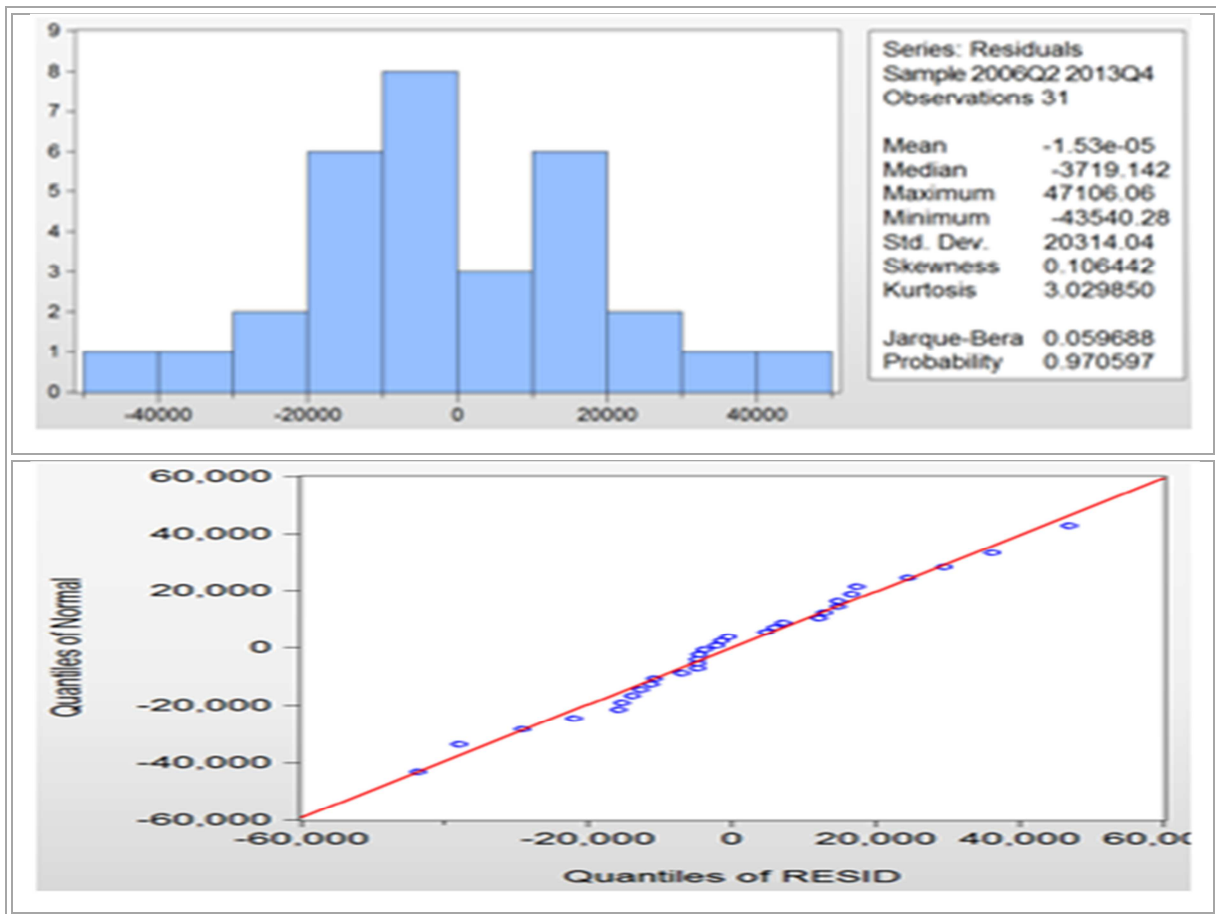 9
8
7
6
5
4
3
2
1
0
-40000 -20000 0 20000 40000
Series: Residuals
Sample 2006Q2 2013Q4
Observations 31
Mean -1.53e-05
Median -3719.142
Maximum 47106.06
Minimum -43540.28
Std. Dev. 20314.04
Skewness 0.106442
Kurtosis 3.029850
Jarque-Bera 0.059688
Probability 0.970597
60,000
40,000
20,000
0
-20,000
-40,000
-60,000
Quantiles of Normal
-60,000 -20,000 0 20,000 40,000 60,0
Quantiles of RESID